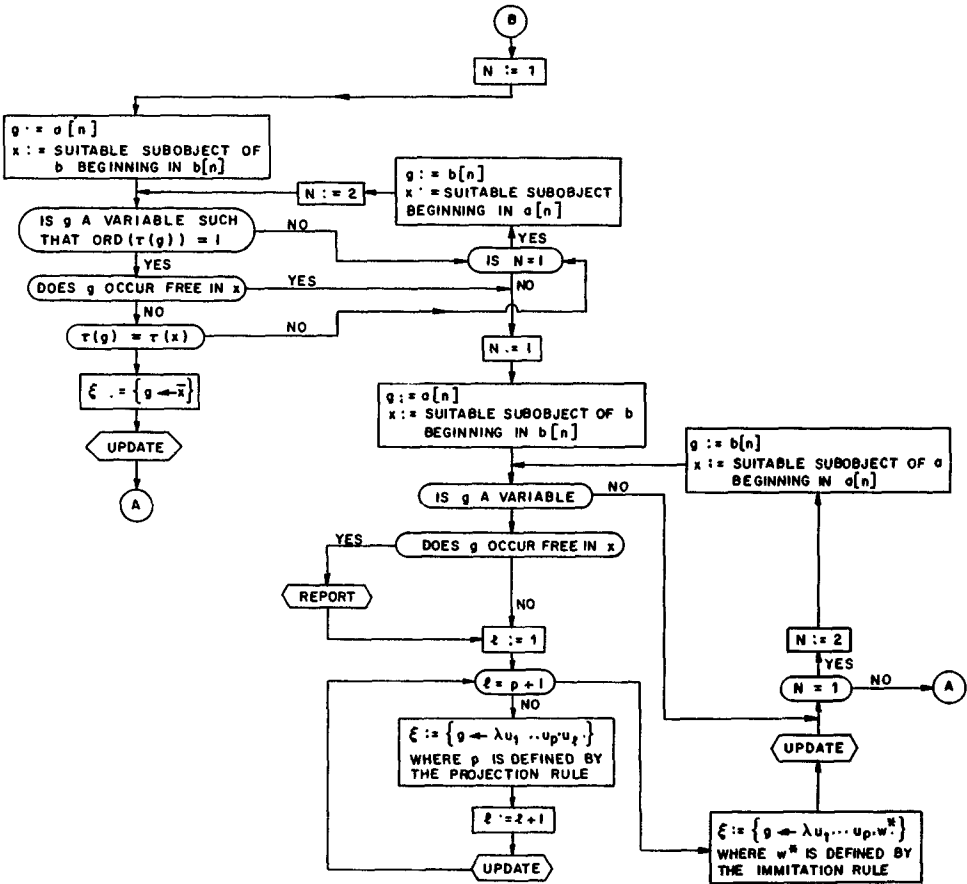 B
N := 1
g := a[n]
x := SUITABLE SUBOBJECT OF
b BEGINNING IN b[n]
N := 2
g := b[n]
x := SUITABLE SUBOBJECT
BEGINNING IN a[n]
IS g A VARIABLE SUCH
THAT ORD(τ(g)) = 1
NO
YES
IS N = 1
YES
NO
DOES g OCCUR FREE IN x
YES
NO
τ(g) = τ(x)
NO
N := 1
ξ := {g ← x̄}
UPDATE
A
g := a[n]
x := SUITABLE SUBOBJECT OF b
BEGINNING IN b[n]
g := b[n]
x := SUITABLE SUBOBJECT OF a
BEGINNING IN a[n]
IS g A VARIABLE
NO
DOES g OCCUR FREE IN x
YES
REPORT
NO
ℓ := 1
ℓ = p + 1
NO
ξ := {g ← λu₁ ..uₚ.uℓ.}
WHERE p IS DEFINED BY
THE PROJECTION RULE
ℓ := ℓ+1
UPDATE
N := 2
YES
N = 1
NO
A
UPDATE
ξ := {g ← λu₁...uₚ.w*.}
WHERE w* IS DEFINED BY
THE IMMITATION RULE